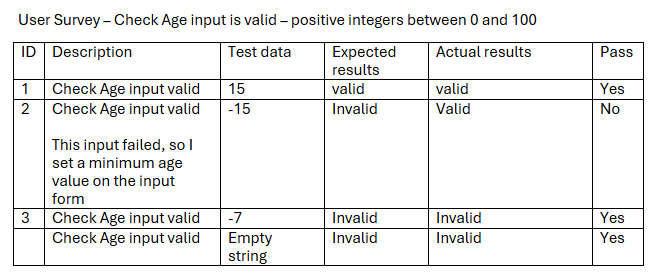 User Survey – Check Age input is valid – positive integers between 0 and 100
ID Description Test data Expected results Actual results Pass
1 Check Age input valid 15 valid valid Yes
2 Check Age input valid -15 Invalid Valid No
This input failed, so I
set a minimum age
value on the input
form
3 Check Age input valid -7 Invalid Invalid Yes
Check Age input valid Empty string Invalid Invalid Yes